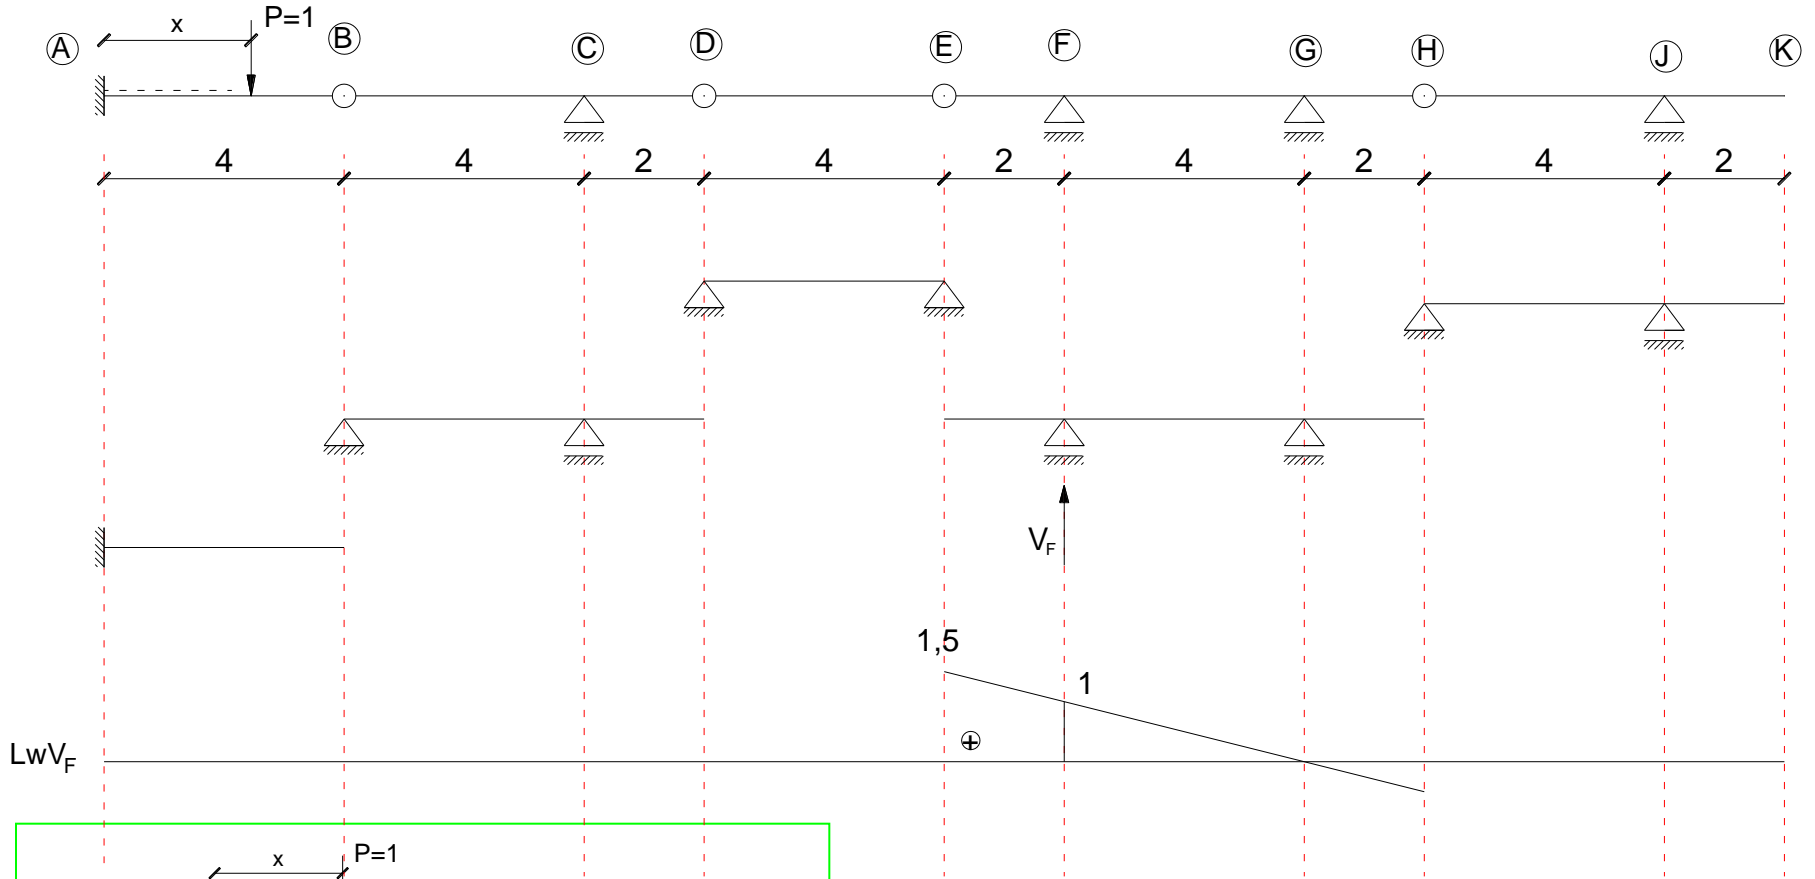 x P=1
A B C D E F G H J K
4 4 2 4 2 4 2 4 2
V_F
1,5
1
+
LwV_F
x P=1